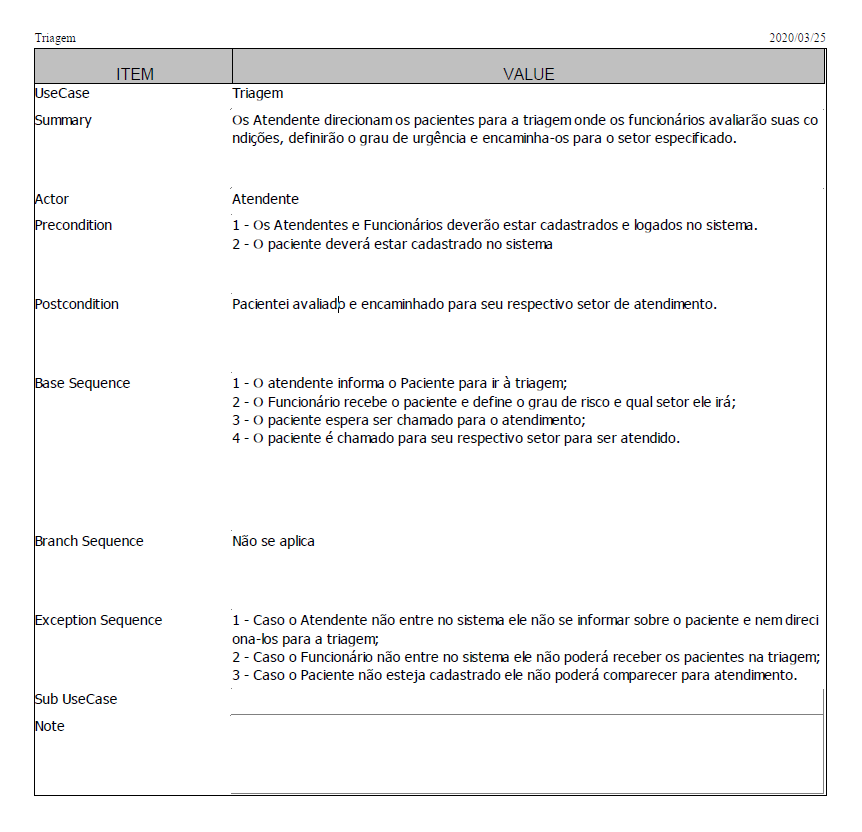 Triagem 2020/03/25
ITEM VALUE
UseCase Triagem
Summary Os Atendente direcionam os pacientes para a triagem onde os funcionários avaliarão suas co
ndições, definirão o grau de urgência e encaminha-os para o setor especificado.
Actor Atendente
Precondition 1 - Os Atendentes e Funcionários deverão estar cadastrados e logados no sistema.
2 - O paciente deverá estar cadastrado no sistema
Postcondition Pacientei avaliado e encaminhado para seu respectivo setor de atendimento.
Base Sequence 1 - O atendente informa o Paciente para ir à triagem;
2 - O Funcionário recebe o paciente e define o grau de risco e qual setor ele irá;
3 - O paciente espera ser chamado para o atendimento;
4 - O paciente é chamado para seu respectivo setor para ser atendido.
Branch Sequence Não se aplica
Exception Sequence 1 - Caso o Atendente não entre no sistema ele não se informar sobre o paciente e nem direci
ona-los para a triagem;
2 - Caso o Funcionário não entre no sistema ele não poderá receber os pacientes na triagem;
3 - Caso o Paciente não esteja cadastrado ele não poderá comparecer para atendimento.
Sub UseCase
Note